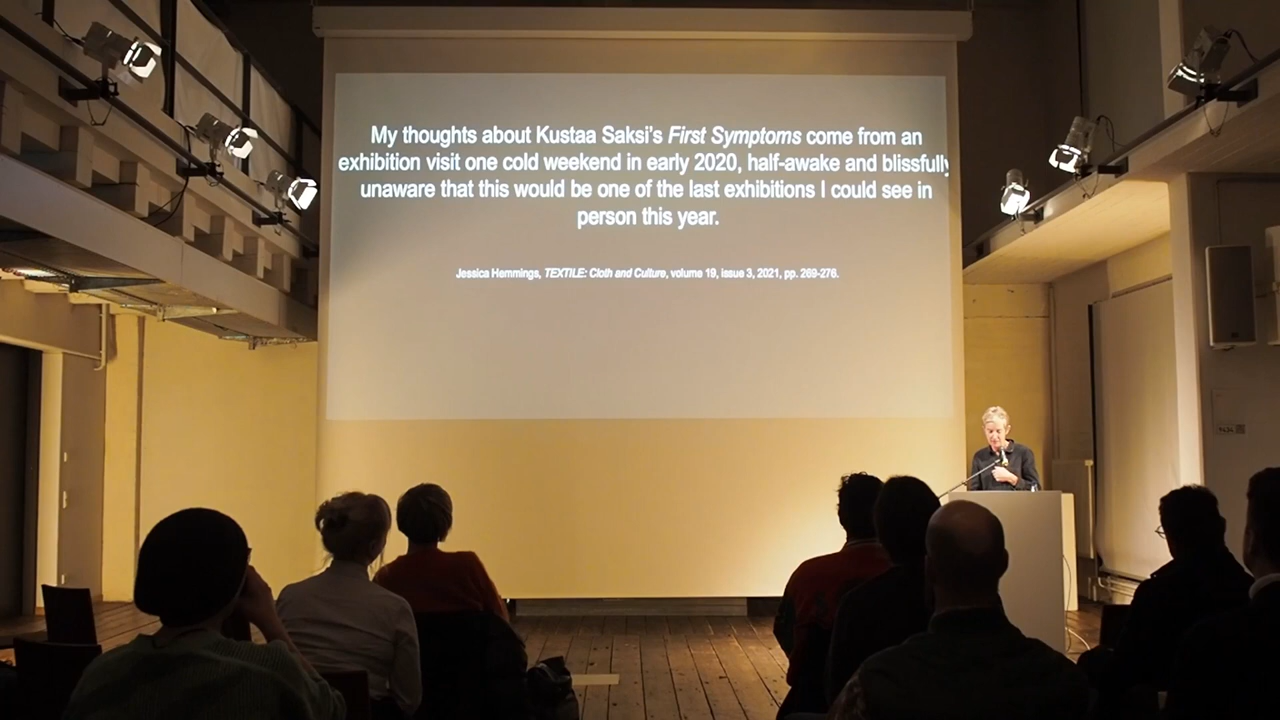 My thoughts about Kustaa Saksi's First Symptoms come from an
exhibition visit one cold weekend in early 2020, half-awake and blissfully
unaware that this would be one of the last exhibitions I could see in
person this year.
Jessica Hemmings, TEXTILE: Cloth and Culture, volume 19, issue 3, 2021, pp. 269-276.